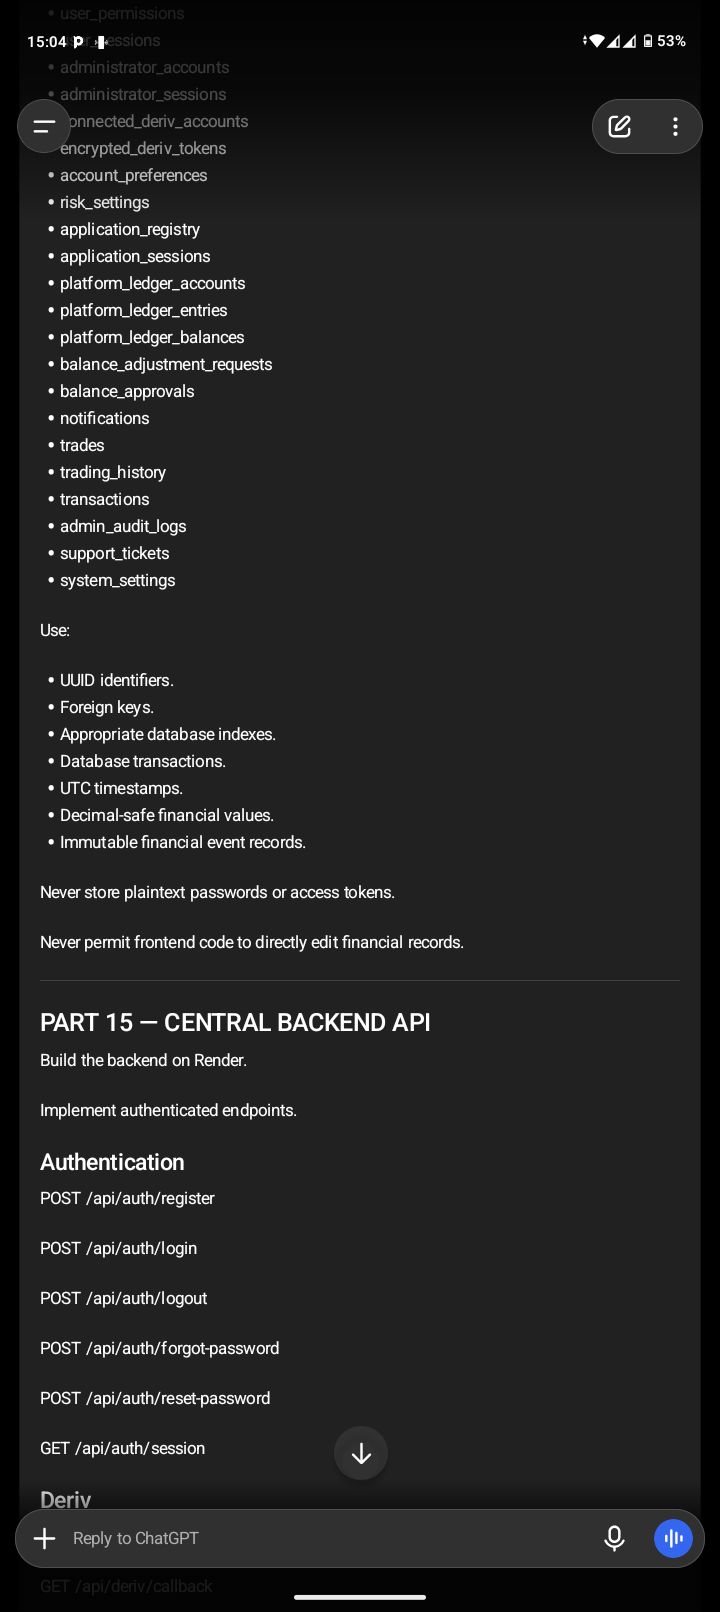 • user_permissions
15:04
53%
user_sessions
• administrator_accounts
• administrator_sessions
connected_deriv_accounts
encrypted_deriv_tokens
• account_preferences
• risk_settings
• application_registry
• application_sessions
• platform_ledger_accounts
• platform_ledger_entries
• platform_ledger_balances
• balance_adjustment_requests
• balance_approvals
• notifications
• trades
• trading_history
• transactions
• admin_audit_logs
• support_tickets
• system_settings
Use:
• UUID identifiers.
• Foreign keys.
• Appropriate database indexes.
• Database transactions.
• UTC timestamps.
• Decimal-safe financial values.
• Immutable financial event records.
Never store plaintext passwords or access tokens.
Never permit frontend code to directly edit financial records.
PART 15 — CENTRAL BACKEND API
Build the backend on Render.
Implement authenticated endpoints.
Authentication
POST /api/auth/register
POST /api/auth/login
POST /api/auth/logout
POST /api/auth/forgot-password
POST /api/auth/reset-password
GET /api/auth/session
Deriv
Reply to ChatGPT
GET /api/deriv/callback